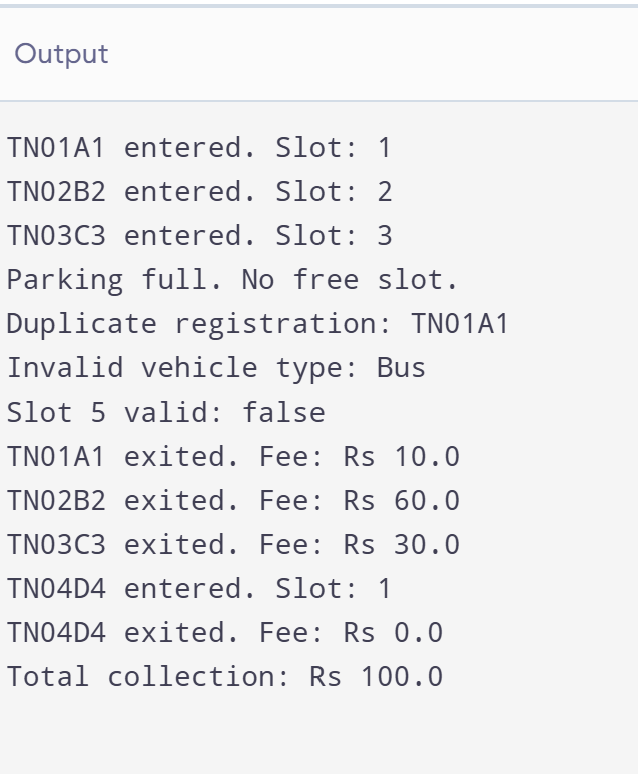 Output
TN01A1 entered. Slot: 1
TN02B2 entered. Slot: 2
TN03C3 entered. Slot: 3
Parking full. No free slot.
Duplicate registration: TN01A1
Invalid vehicle type: Bus
Slot 5 valid: false
TN01A1 exited. Fee: Rs 10.0
TN02B2 exited. Fee: Rs 60.0
TN03C3 exited. Fee: Rs 30.0
TN04D4 entered. Slot: 1
TN04D4 exited. Fee: Rs 0.0
Total collection: Rs 100.0